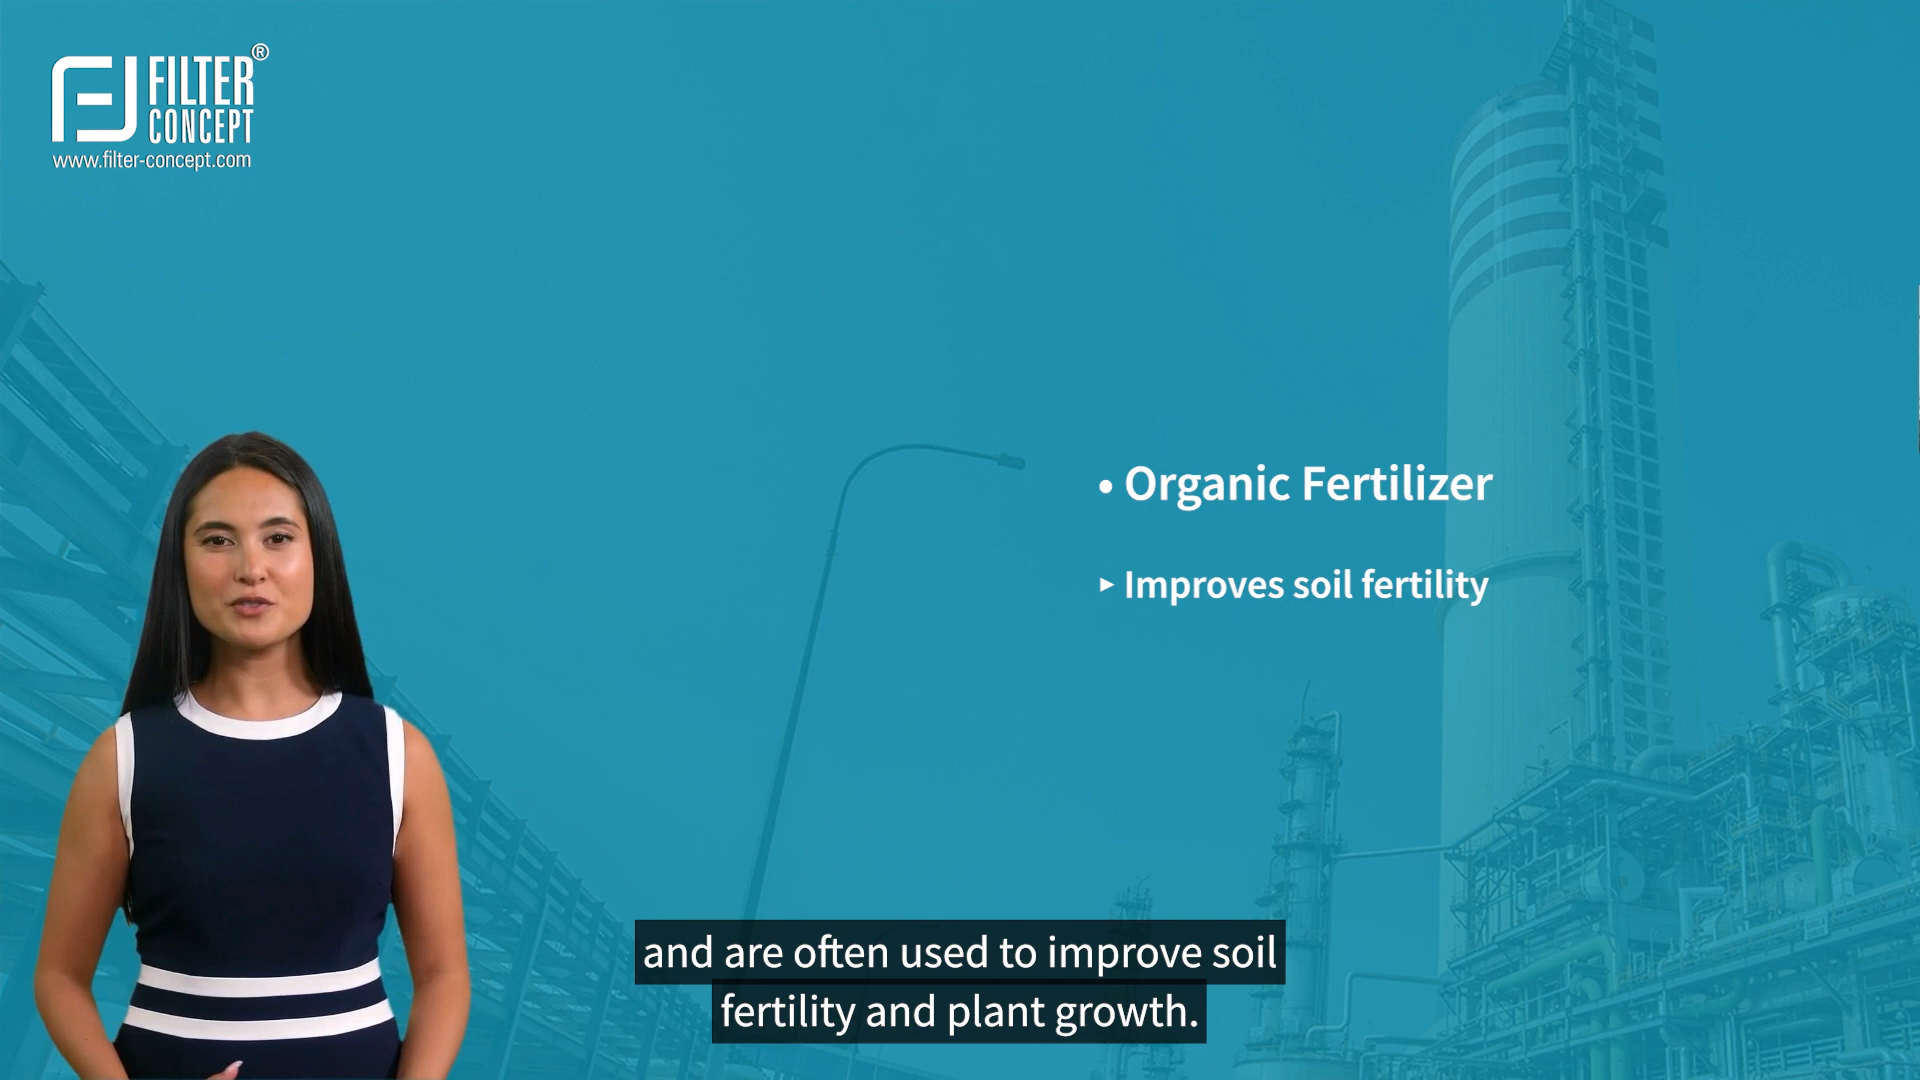 FILTER
CONCEPT®
www.filter-concept.com
• Organic Fertilizer
▸ Improves soil fertility
and are often used to improve soil
fertility and plant growth.